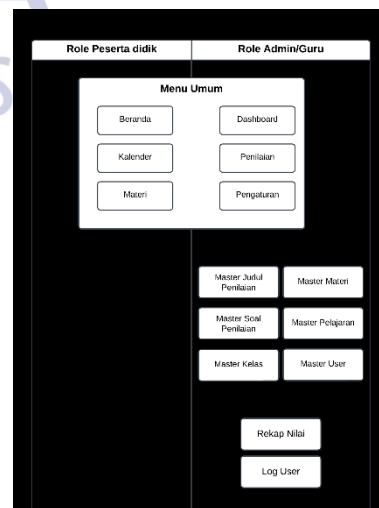 Role Peserta didik
Role Admin/Guru
Menu Umum
Beranda
Dashboard
Kalender
Penilaian
Materi
Pengaturan
Master Judul
Penilaian
Master Materi
Master Soal
Penilaian
Master Pelajaran
Master Kelas
Master User
Rekap Nilai
Log User